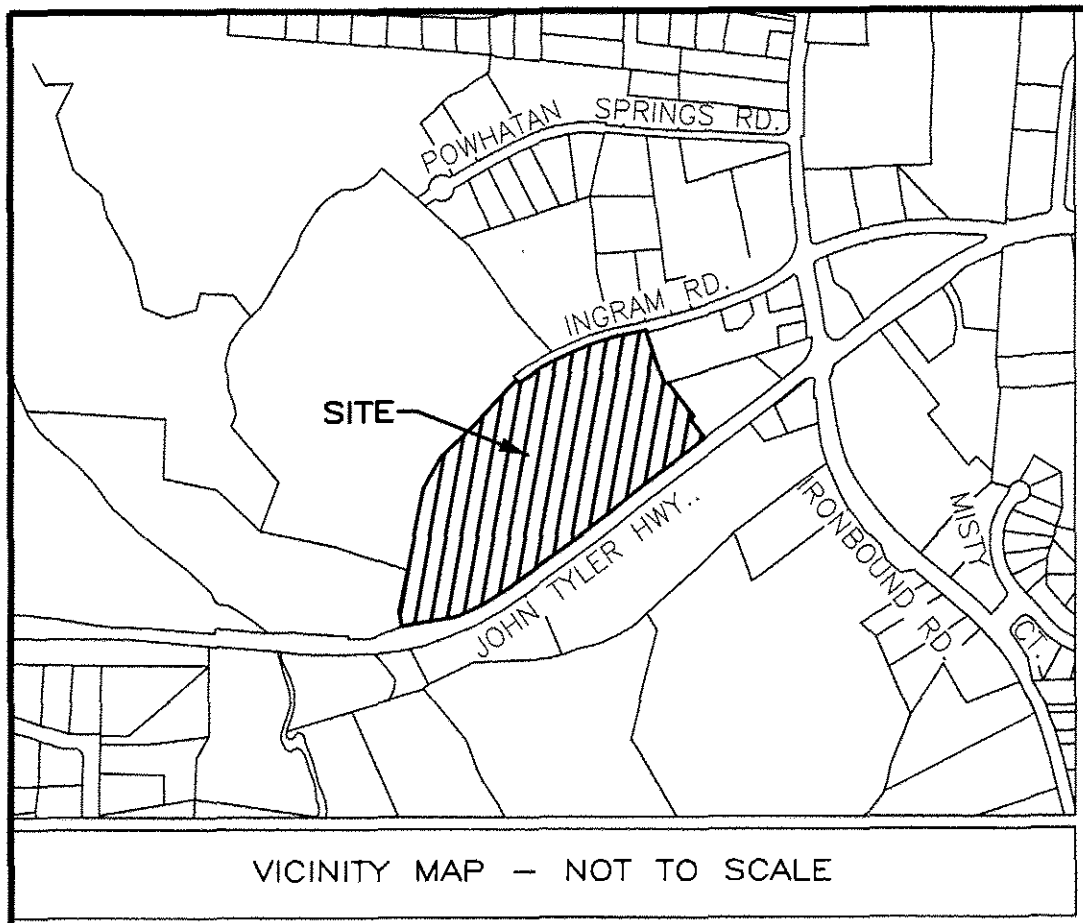 POWHATAN SPRINGS RD.
INGRAM RD.
SITE
JOHN TYLER HWY..
IRONBOUND RD.
MISTY CT.
VICINITY MAP - NOT TO SCALE